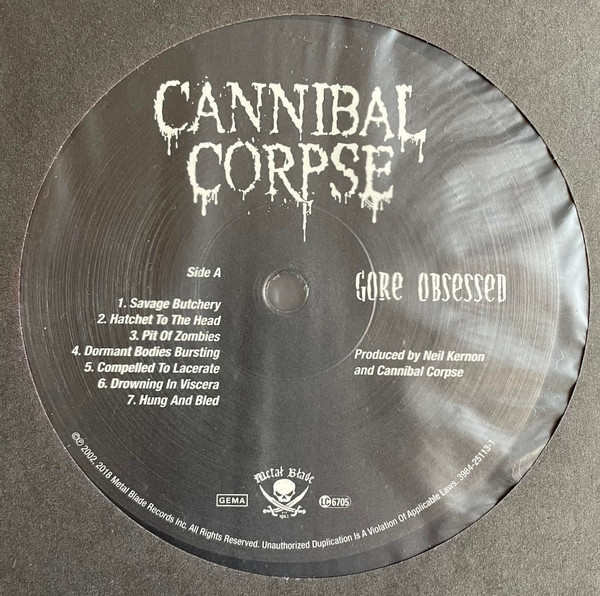 CANNIBAL
CORPSE
Side A
1. Savage Butchery
2. Hatchet To The Head
3. Pit Of Zombies
4. Dormant Bodies Bursting
5. Compelled To Lacerate
6. Drowning In Viscera
7. Hung And Bled
GORE OBSESSED
Produced by Neil Kernon
and Cannibal Corpse
Metal Blade
GEMA
LC 6705
©℗ 2002, 2018 Metal Blade Records Inc. All Rights Reserved. Unauthorized Duplication Is A Violation Of Applicable Laws. 3984-25113-1